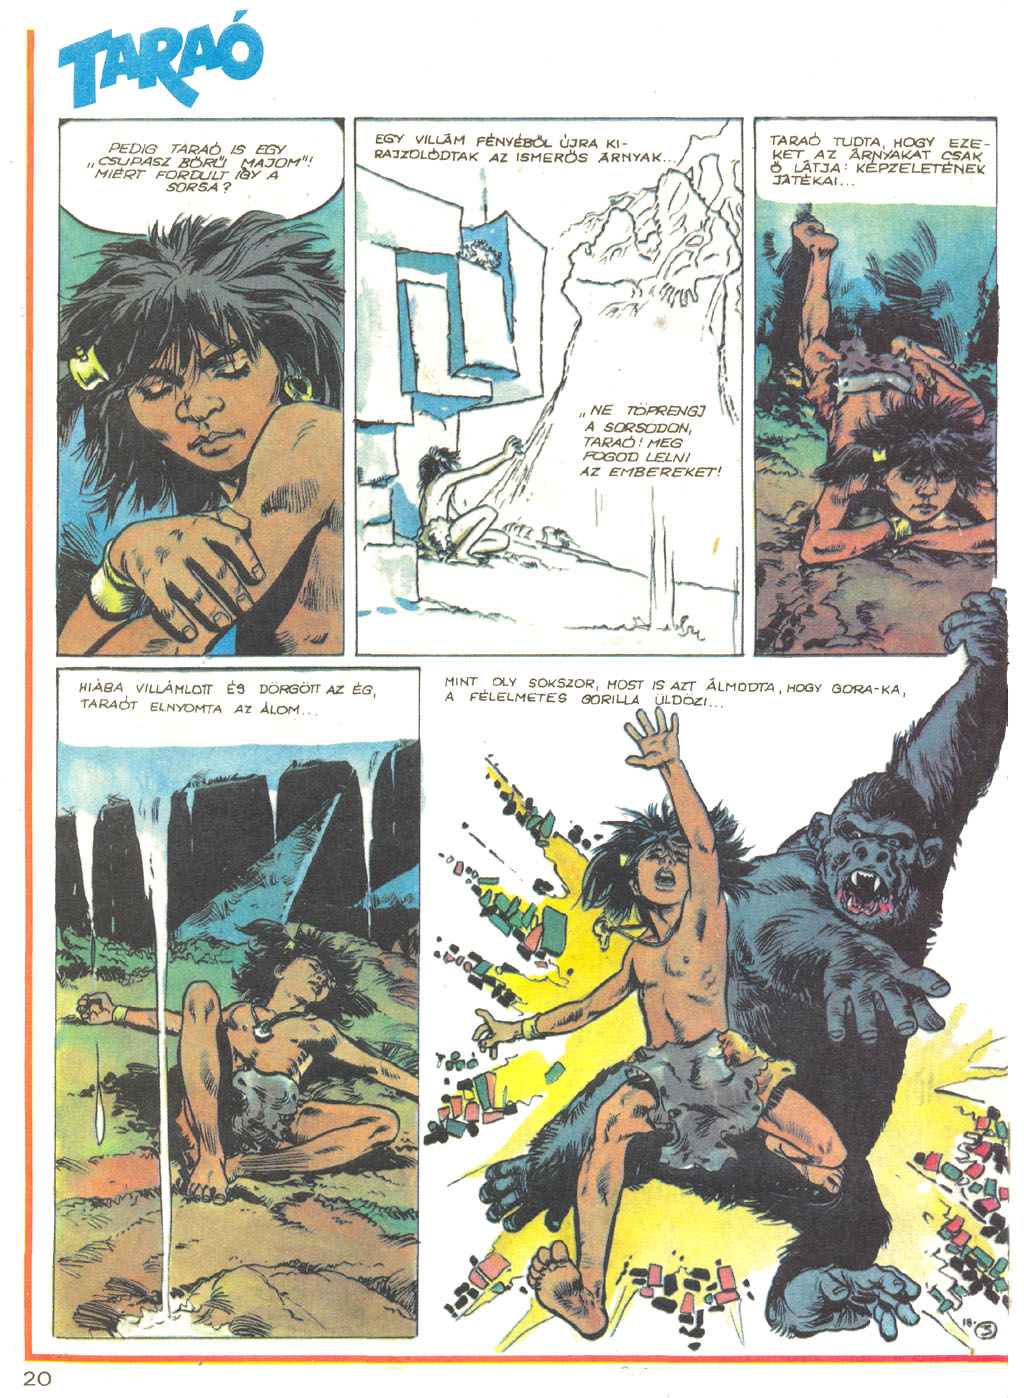 TARAÓ
PEDIG TARAÓ IS EGY
„CSUPASZ BŐRŰ MAJOM"!
MIÉRT FORDULT ÍGY A
SORSA?
EGY VILLÁM FÉNYÉBŐL ÚJRA KI-
RAJZOLÓDTAK AZ ISMERŐS ÁRNYAK...
„NE TÖPRENGJ
A SORSODON,
TARAÓ! MEG
FOGOD LELNI
AZ EMBEREKET!
TARAÓ TUDTA, HOGY EZE-
KET AZ ÁRNYAKAT CSAK
Ő LÁTJA: KÉPZELETÉNEK
JÁTÉKAI...
HIÁBA VILLÁMLOTT ÉS DÖRGÖTT AZ ÉG,
TARAÓT ELNYOMTA AZ ÁLOM...
MINT OLY SOKSZOR, MOST IS AZT ÁLMODTA, HOGY GORA-KA,
A FÉLELMETES GORILLA ÜLDÖZI...
18. 3
20